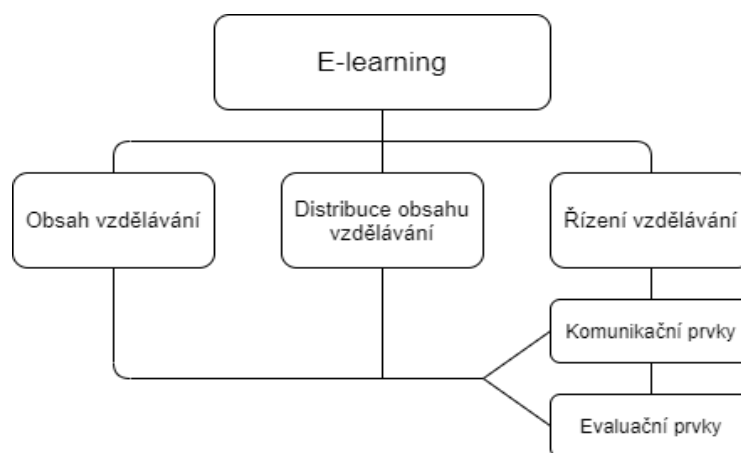 E-learning
Obsah vzdělávání
Distribuce obsahu
vzdělávání
Řízení vzdělávání
Komunikační prvky
Evaluační prvky